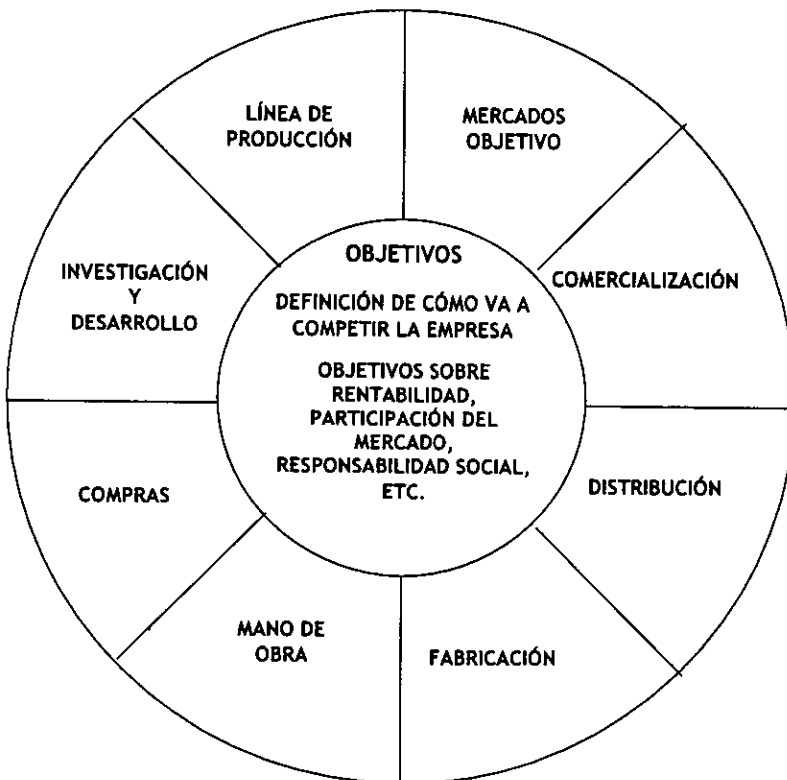 LÍNEA DE
PRODUCCIÓN
MERCADOS
OBJETIVO
COMERCIALIZACIÓN
DISTRIBUCIÓN
FABRICACIÓN
MANO DE
OBRA
COMPRAS
INVESTIGACIÓN
Y
DESARROLLO
OBJETIVOS
DEFINICIÓN DE CÓMO VA A
COMPETIR LA EMPRESA
OBJETIVOS SOBRE
RENTABILIDAD,
PARTICIPACIÓN DEL
MERCADO,
RESPONSABILIDAD SOCIAL,
ETC.